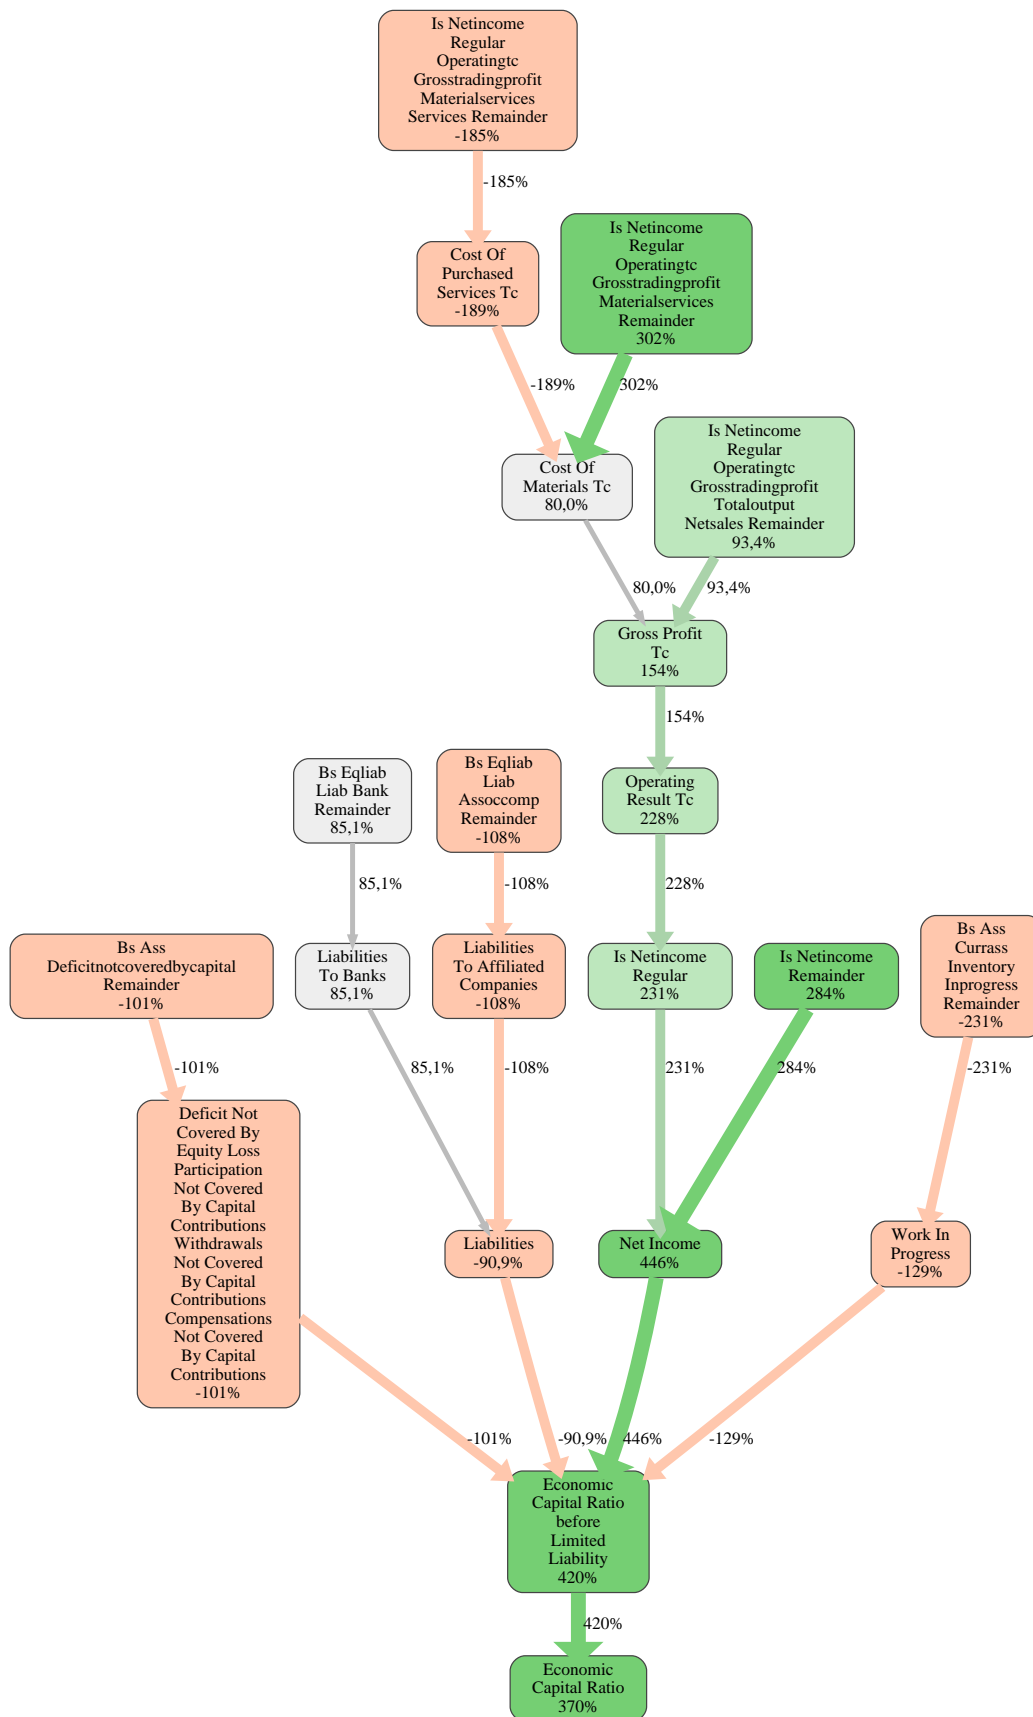 Is Netincome
Regular
Operatingtc
Grosstradingprofit
Materialservices
Services Remainder
-185%
-185%
Cost Of
Purchased
Services Tc
-189%
Is Netincome
Regular
Operatingtc
Grosstradingprofit
Materialservices
Remainder
302%
-189%
302%
Cost Of
Materials Tc
80,0%
Is Netincome
Regular
Operatingtc
Grosstradingprofit
Totaloutput
Netsales Remainder
93,4%
80,0%
93,4%
Gross Profit
Tc
154%
154%
Bs Eqliab
Liab Bank
Remainder
85,1%
Bs Eqliab
Liab
Assoccomp
Remainder
-108%
Operating
Result Tc
228%
85,1%
-108%
228%
Bs Ass
Deficitnotcoveredbycapital
Remainder
-101%
Liabilities
To Banks
85,1%
Liabilities
To Affiliated
Companies
-108%
Is Netincome
Regular
231%
Is Netincome
Remainder
284%
Bs Ass
Currass
Inventory
Inprogress
Remainder
-231%
-101%
85,1%
-108%
231%
284%
-231%
Deficit Not
Covered By
Equity Loss
Participation
Not Covered
By Capital
Contributions
Withdrawals
Not Covered
By Capital
Contributions
Compensations
Not Covered
By Capital
Contributions
-101%
Liabilities
-90,9%
Net Income
446%
Work In
Progress
-129%
-101%
-90,9%
446%
-129%
Economic
Capital Ratio
before
Limited
Liability
420%
420%
Economic
Capital Ratio
370%